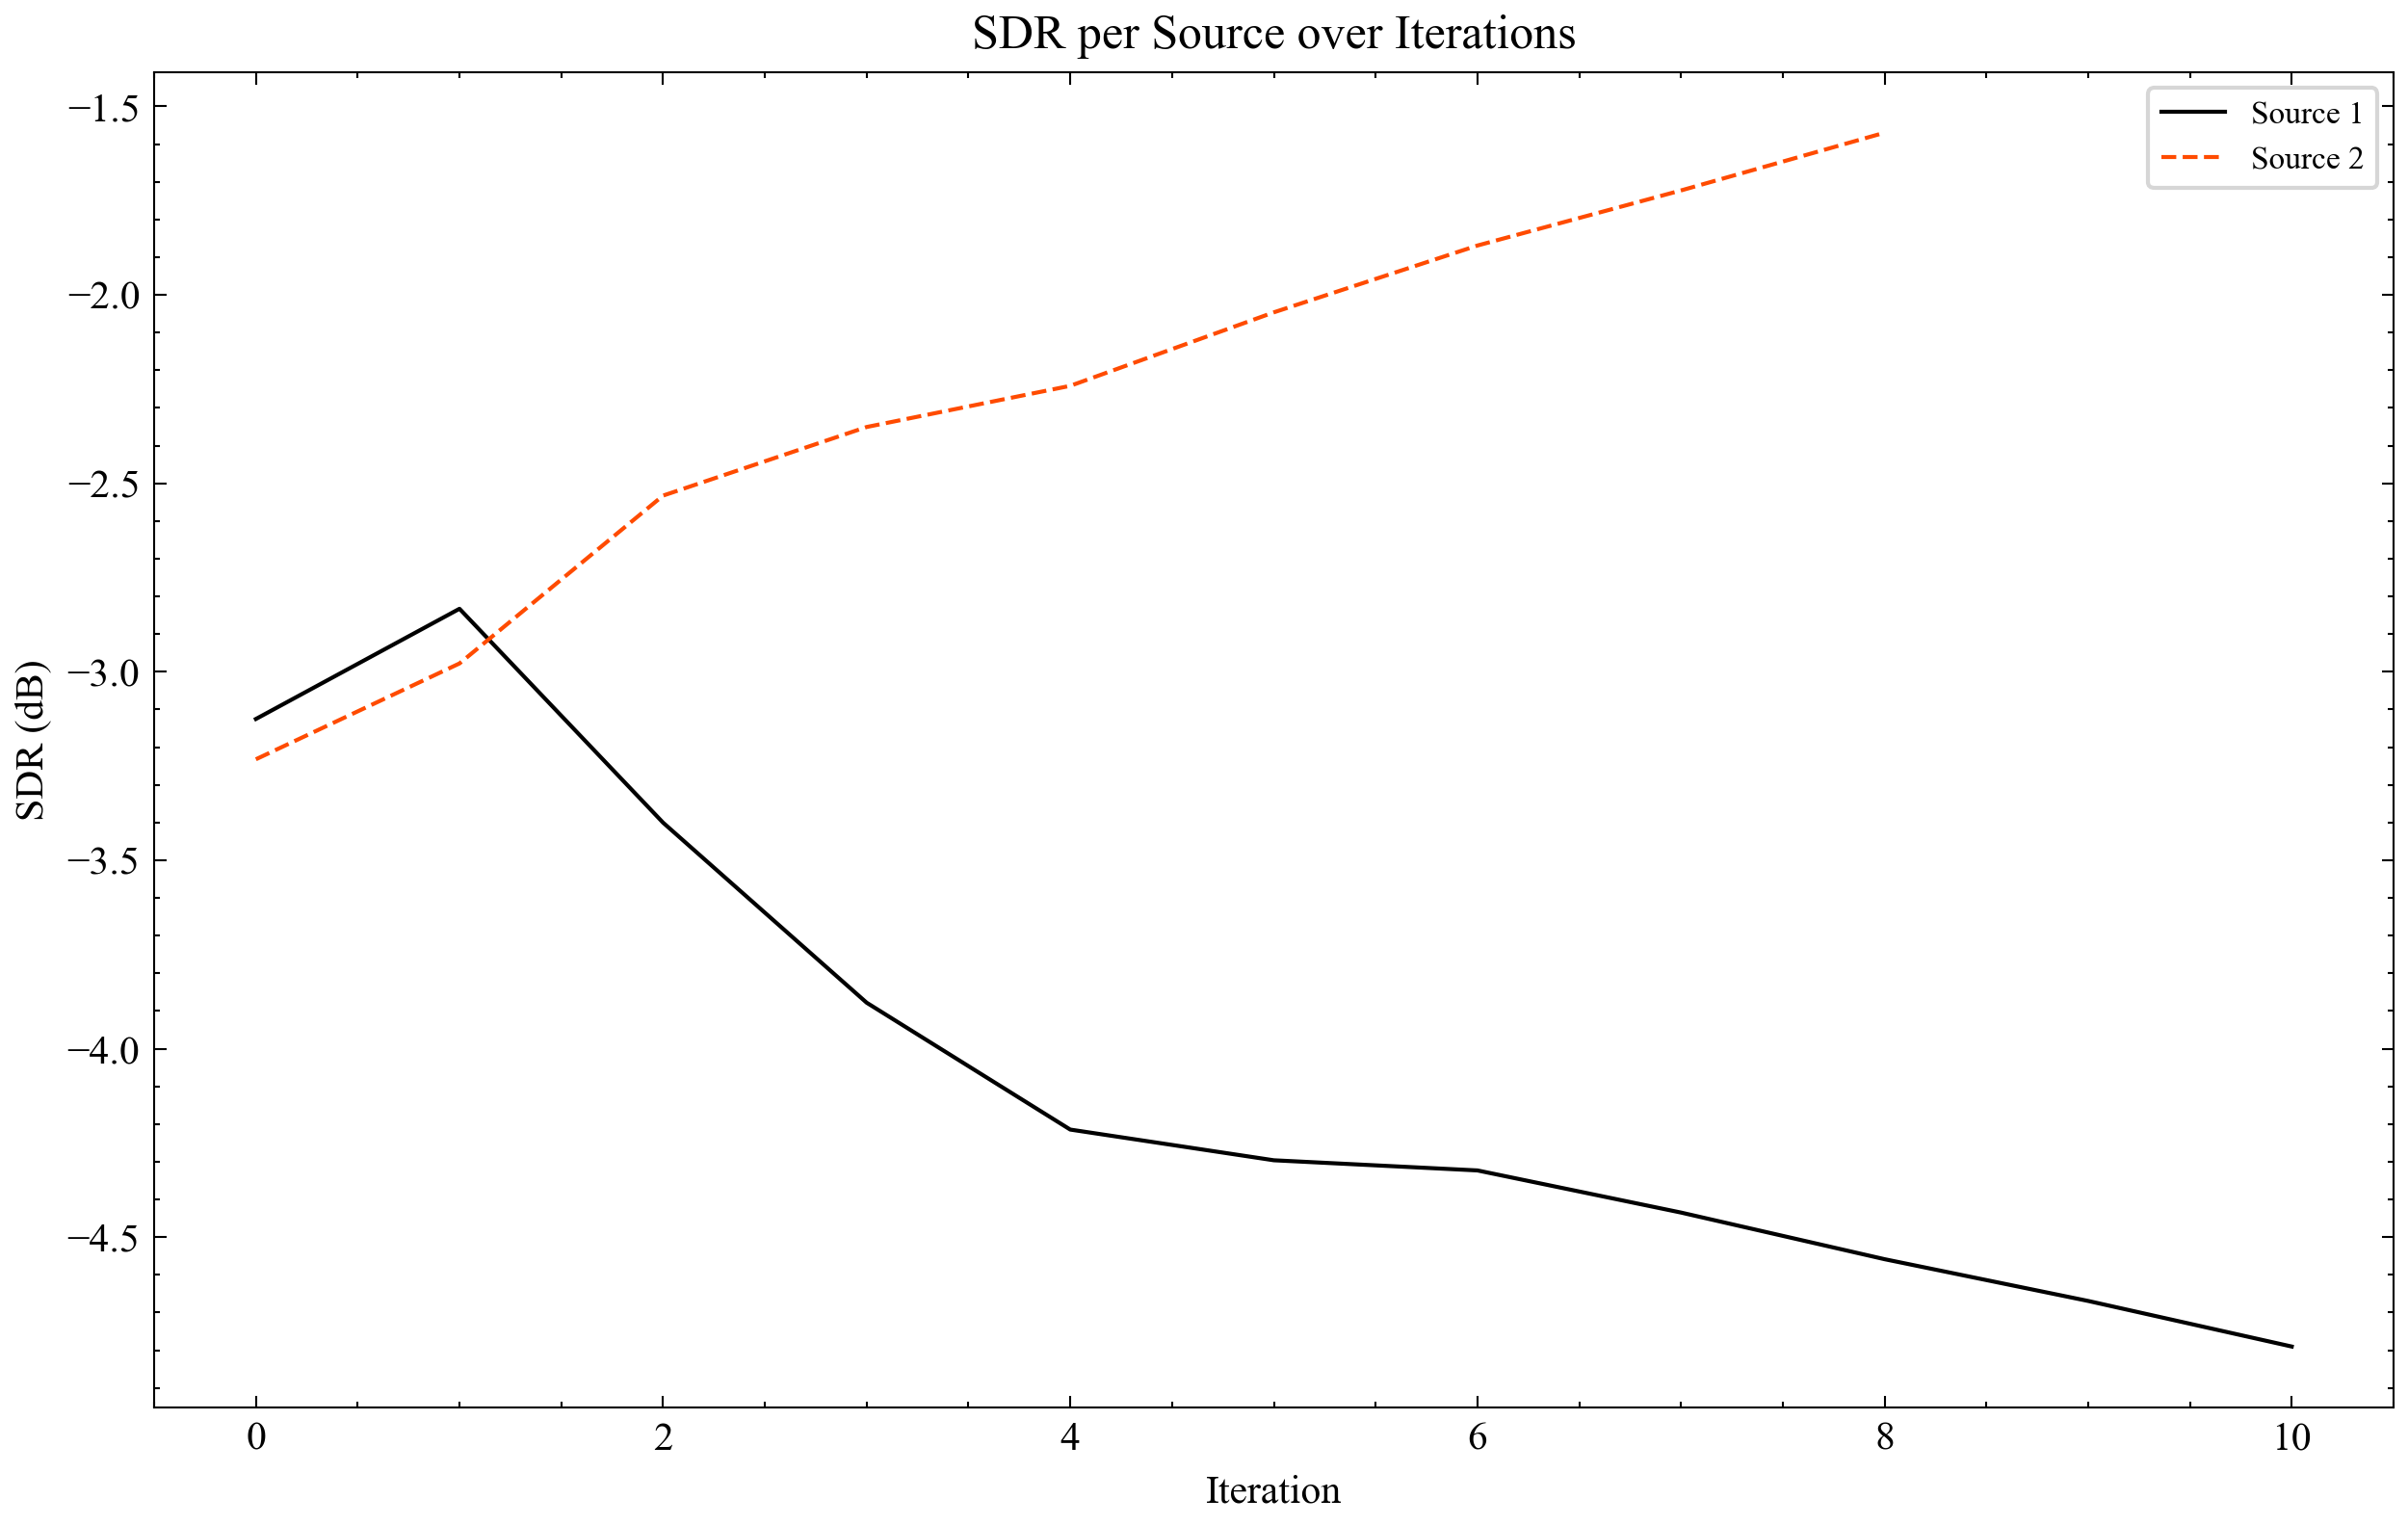 SDR per Source over Iterations
Source 1
Source 2
SDR (dB)
−1.5
−2.0
−2.5
−3.0
−3.5
−4.0
−4.5
0 2 4 6 8 10
Iteration